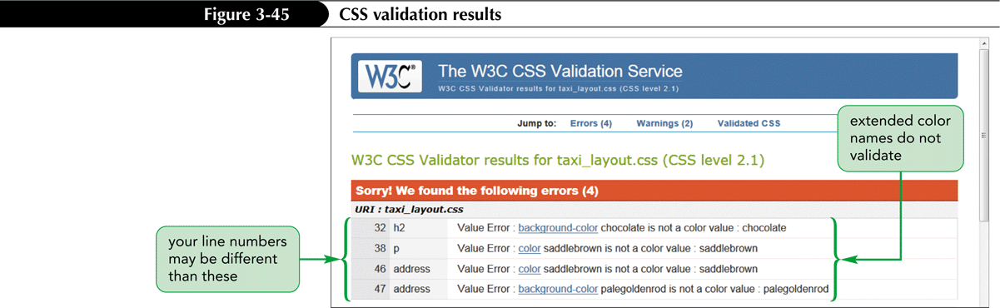 Figure 3-45 CSS validation results
W3C®
The W3C CSS Validation Service
W3C CSS Validator results for taxi_layout.css (CSS level 2.1)
Jump to: Errors (4) Warnings (2) Validated CSS
extended color
names do not
validate
W3C CSS Validator results for taxi_layout.css (CSS level 2.1)
Sorry! We found the following errors (4)
URI : taxi_layout.css
32 h2 Value Error : background-color chocolate is not a color value : chocolate
38 p Value Error : color saddlebrown is not a color value : saddlebrown
46 address Value Error : color saddlebrown is not a color value : saddlebrown
47 address Value Error : background-color palegoldenrod is not a color value : palegoldenrod
your line numbers
may be different
than these